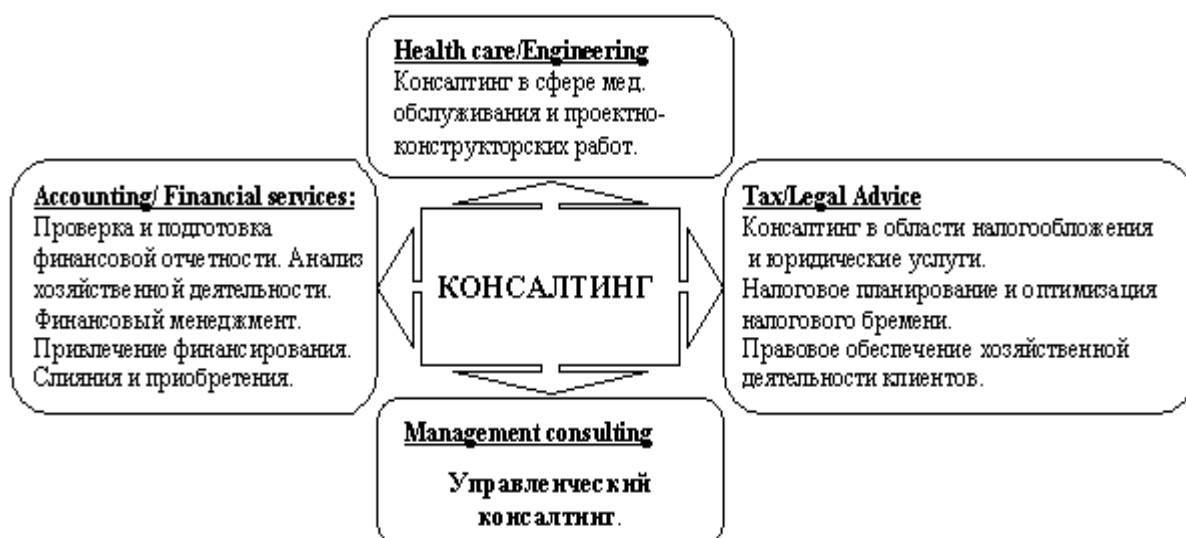 Health care/Engineering
Консалтинг в сфере мед.
обслуживания и проектно-
конструкторских работ.
Accounting/ Financial services:
Проверка и подготовка
финансовой отчетности. Анализ
хозяйственной деятельности.
Финансовый менеджмент.
Привлечение финансирования.
Слияния и приобретения.
КОНСАЛТИНГ
Tax/Legal Advice
Консалтинг в области налогообложения
и юридические услуги.
Налоговое планирование и оптимизация
налогового бремени.
Правовое обеспечение хозяйственной
деятельности клиентов.
Management consulting
Управленческий
консалтинг.